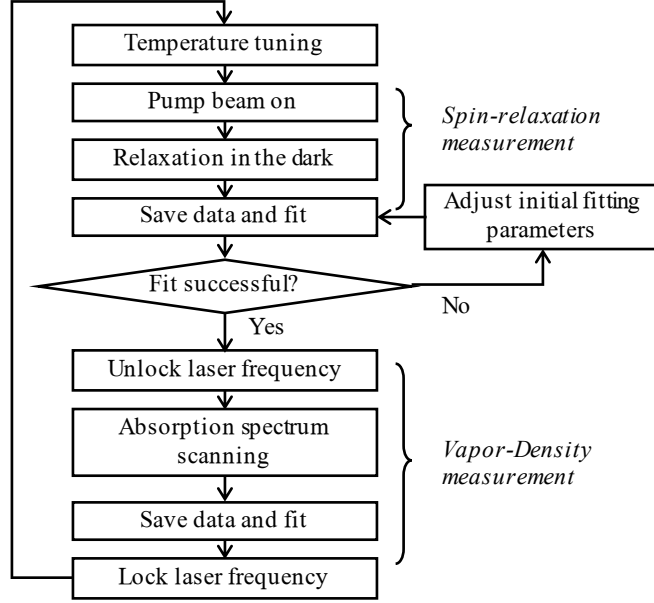 Temperature tuning
Pump beam on
Spin-relaxation
measurement
Relaxation in the dark
Save data and fit
Adjust initial fitting
parameters
Fit successful?
No
Yes
Unlock laser frequency
Absorption spectrum
scanning
Vapor-Density
measurement
Save data and fit
Lock laser frequency